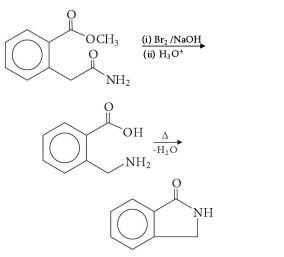 O
OCH₃
O
NH₂
(i) Br₂ /NaOH
(ii) H₃O⁺
O
OH
NH₂
Δ
-H₂O
O
NH